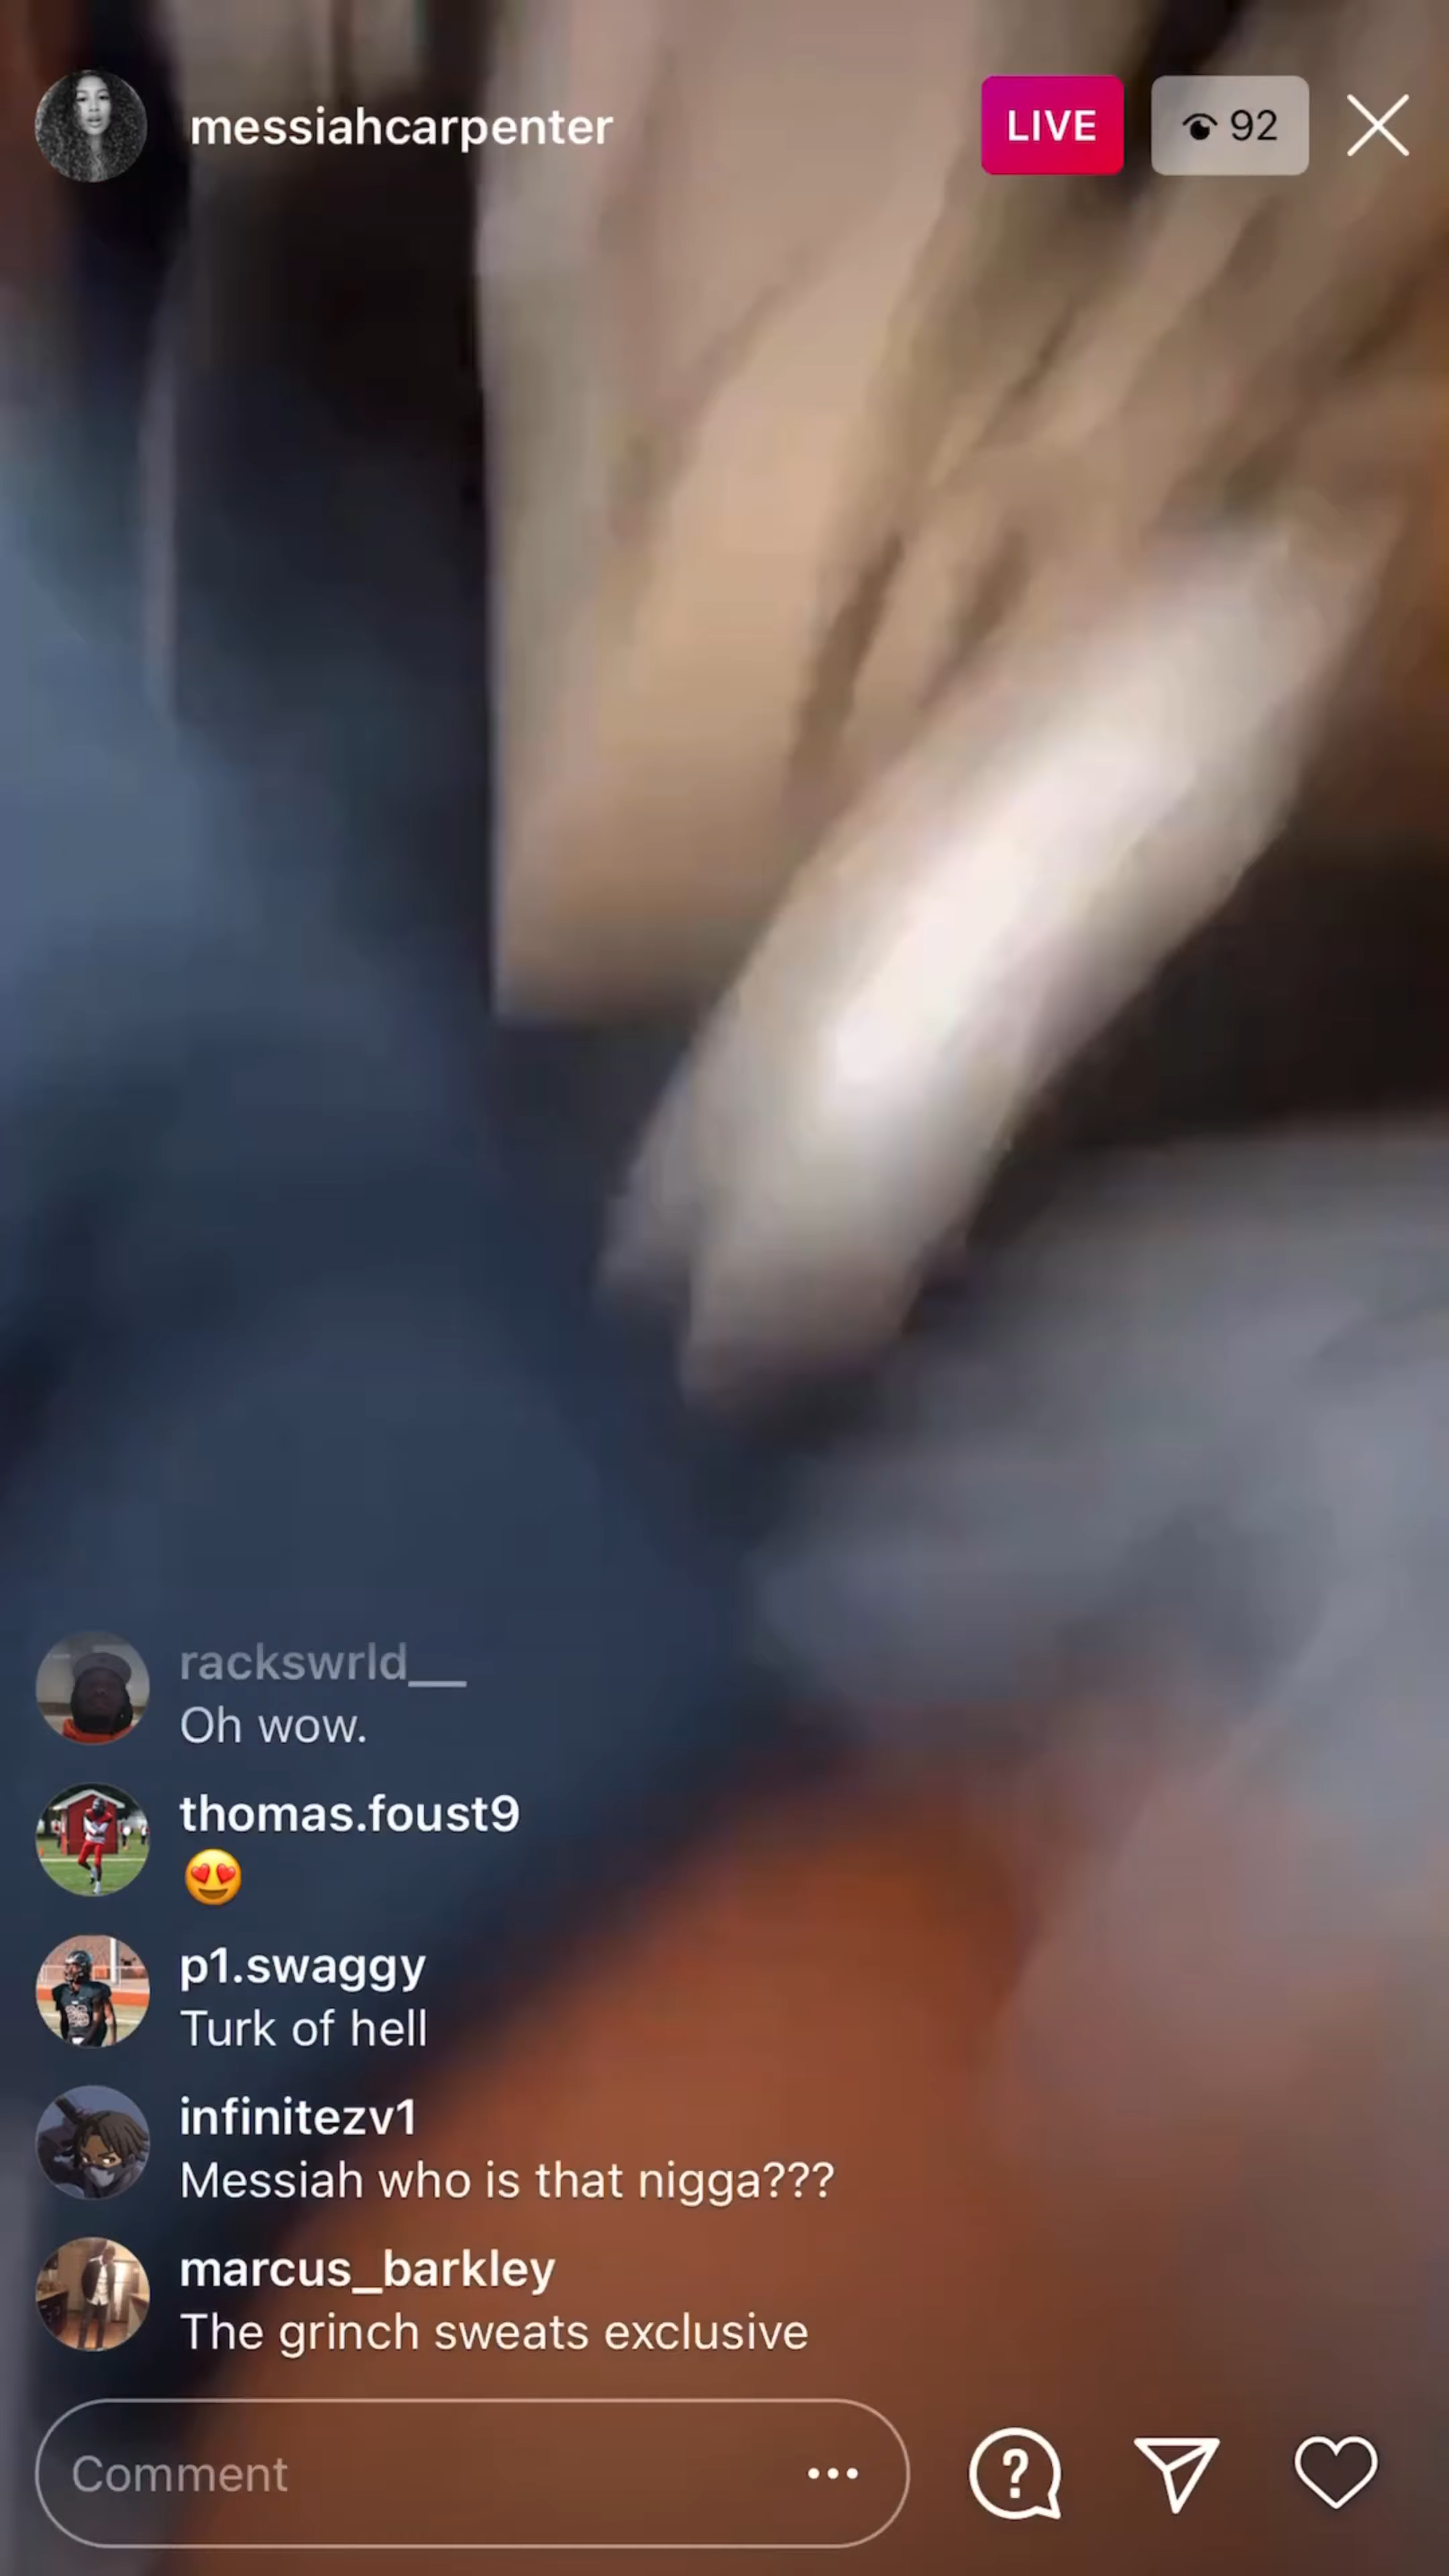 messiahcarpenter
LIVE
92
rackswrld__
Oh wow.
thomas.foust9
😍
p1.swaggy
Turk of hell
infinitezv1
Messiah who is that nigga???
marcus_barkley
The grinch sweats exclusive
Comment